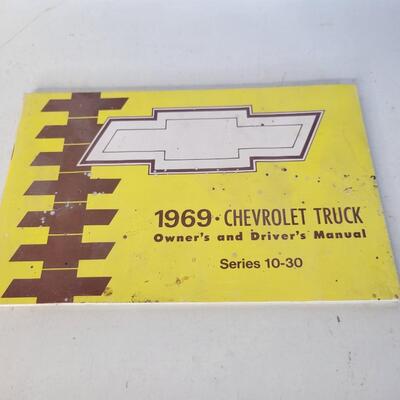 1969 • CHEVROLET TRUCK
Owner's and Driver's Manual
Series 10-30